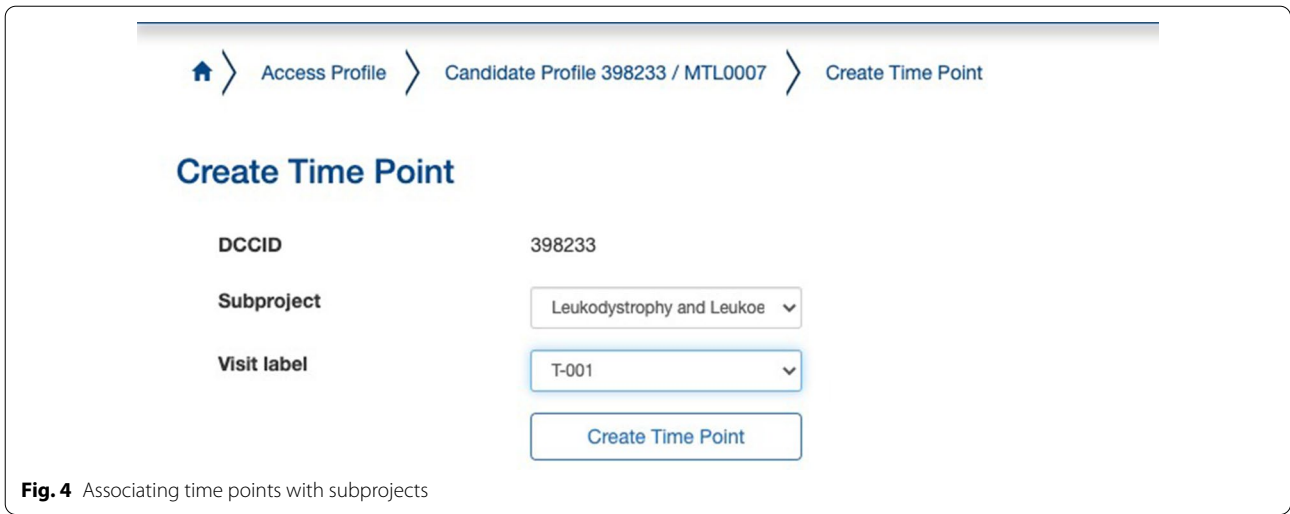 Access Profile Candidate Profile 398233 / MTL0007 Create Time Point
Create Time Point
DCCID 398233
Subproject Leukodystrophy and Leukoe
Visit label T-001
Create Time Point
Fig. 4 Associating time points with subprojects